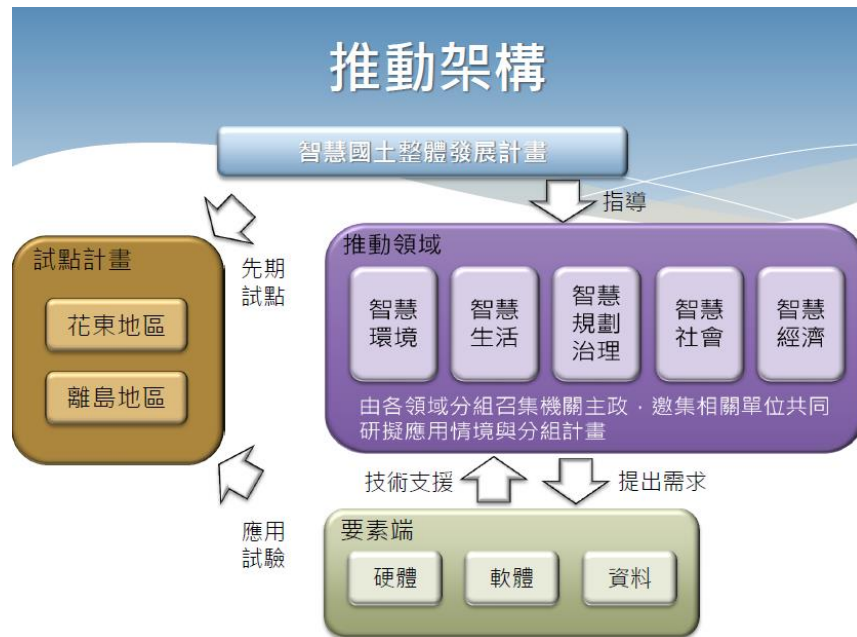 推動架構
智慧國土整體發展計畫
指導
先期
試點
試點計畫
花東地區
離島地區
推動領域
智慧
環境
智慧
生活
智慧
規劃
治理
智慧
社會
智慧
經濟
由各領域分組召集機關主政，邀集相關單位共同
研擬應用情境與分組計畫
技術支援
提出需求
應用
試驗
要素端
硬體
軟體
資料